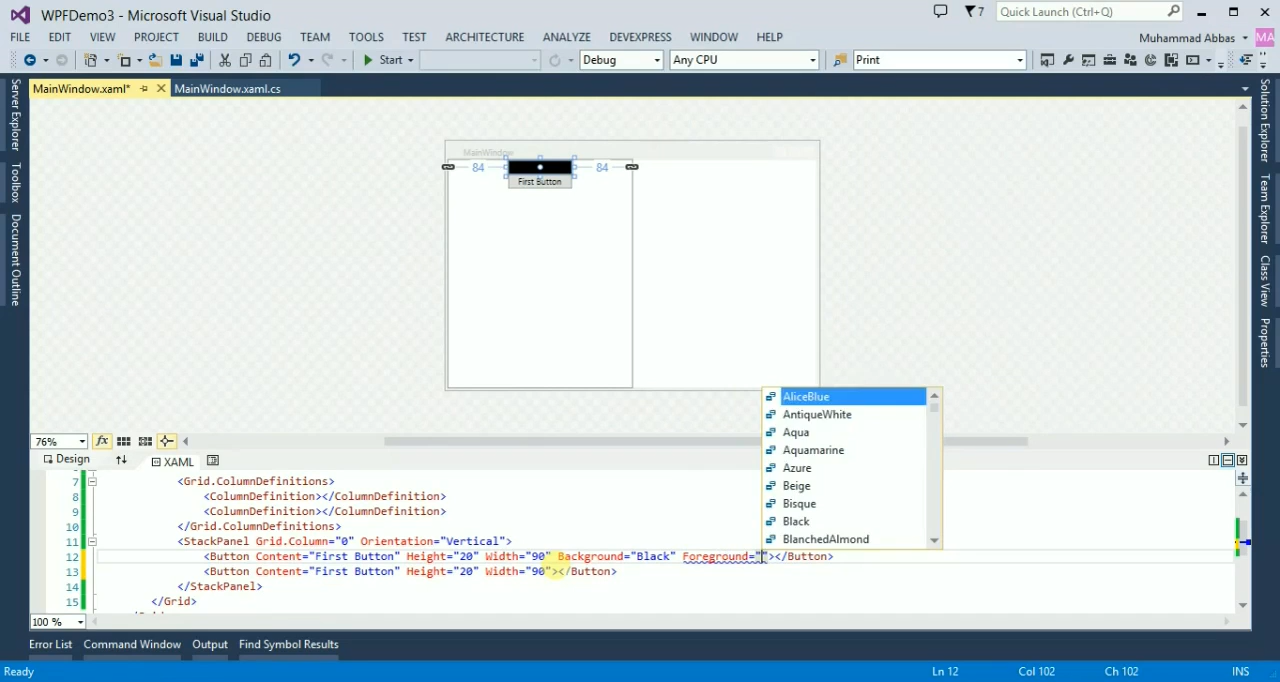 WPFDemo3 - Microsoft Visual Studio
7
Quick Launch (Ctrl+Q)
FILE EDIT VIEW PROJECT BUILD DEBUG TEAM TOOLS TEST ARCHITECTURE ANALYZE DEVEXPRESS WINDOW HELP
Muhammad Abbas
MA
Start
Debug
Any CPU
Print
MainWindow.xaml*
MainWindow.xaml.cs
Server Explorer
Toolbox
Document Outline
Solution Explorer
Team Explorer
Class View
Properties
MainWindow
84
84
First Button
AliceBlue
AntiqueWhite
Aqua
Aquamarine
Azure
Beige
Bisque
Black
BlanchedAlmond
76%
fx
Design
XAML
7 <Grid.ColumnDefinitions>
8 <ColumnDefinition></ColumnDefinition>
9 <ColumnDefinition></ColumnDefinition>
10 </Grid.ColumnDefinitions>
11 <StackPanel Grid.Column="0" Orientation="Vertical">
12 <Button Content="First Button" Height="20" Width="90" Background="Black" Foreground=""></Button>
13 <Button Content="First Button" Height="20" Width="90"></Button>
14 </StackPanel>
15 </Grid>
100 %
Error List Command Window Output Find Symbol Results
Ready
Ln 12
Col 102
Ch 102
INS